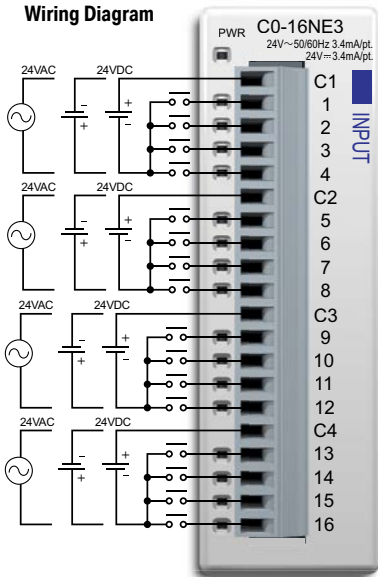 Wiring Diagram
PWR
C0-16NE3
24V∼50/60Hz 3.4mA/pt.
24V⎓3.4mA/pt.
INPUT
24VAC 24VDC C1
1
2
3
4
24VAC 24VDC C2
5
6
7
8
24VAC 24VDC C3
9
10
11
12
24VAC 24VDC C4
13
14
15
16